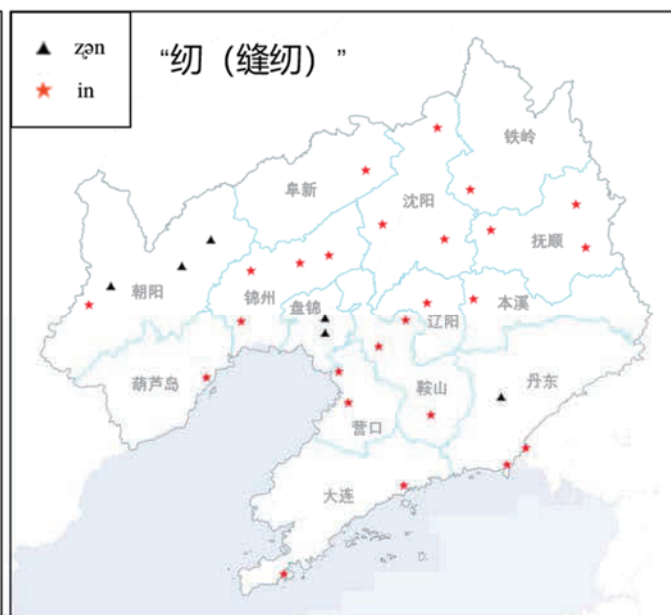 ▲ ʐən
★ in
“纫（缝纫）”
铁岭
阜新
沈阳
抚顺
朝阳
锦州
盘锦
辽阳
本溪
葫芦岛
鞍山
丹东
营口
大连